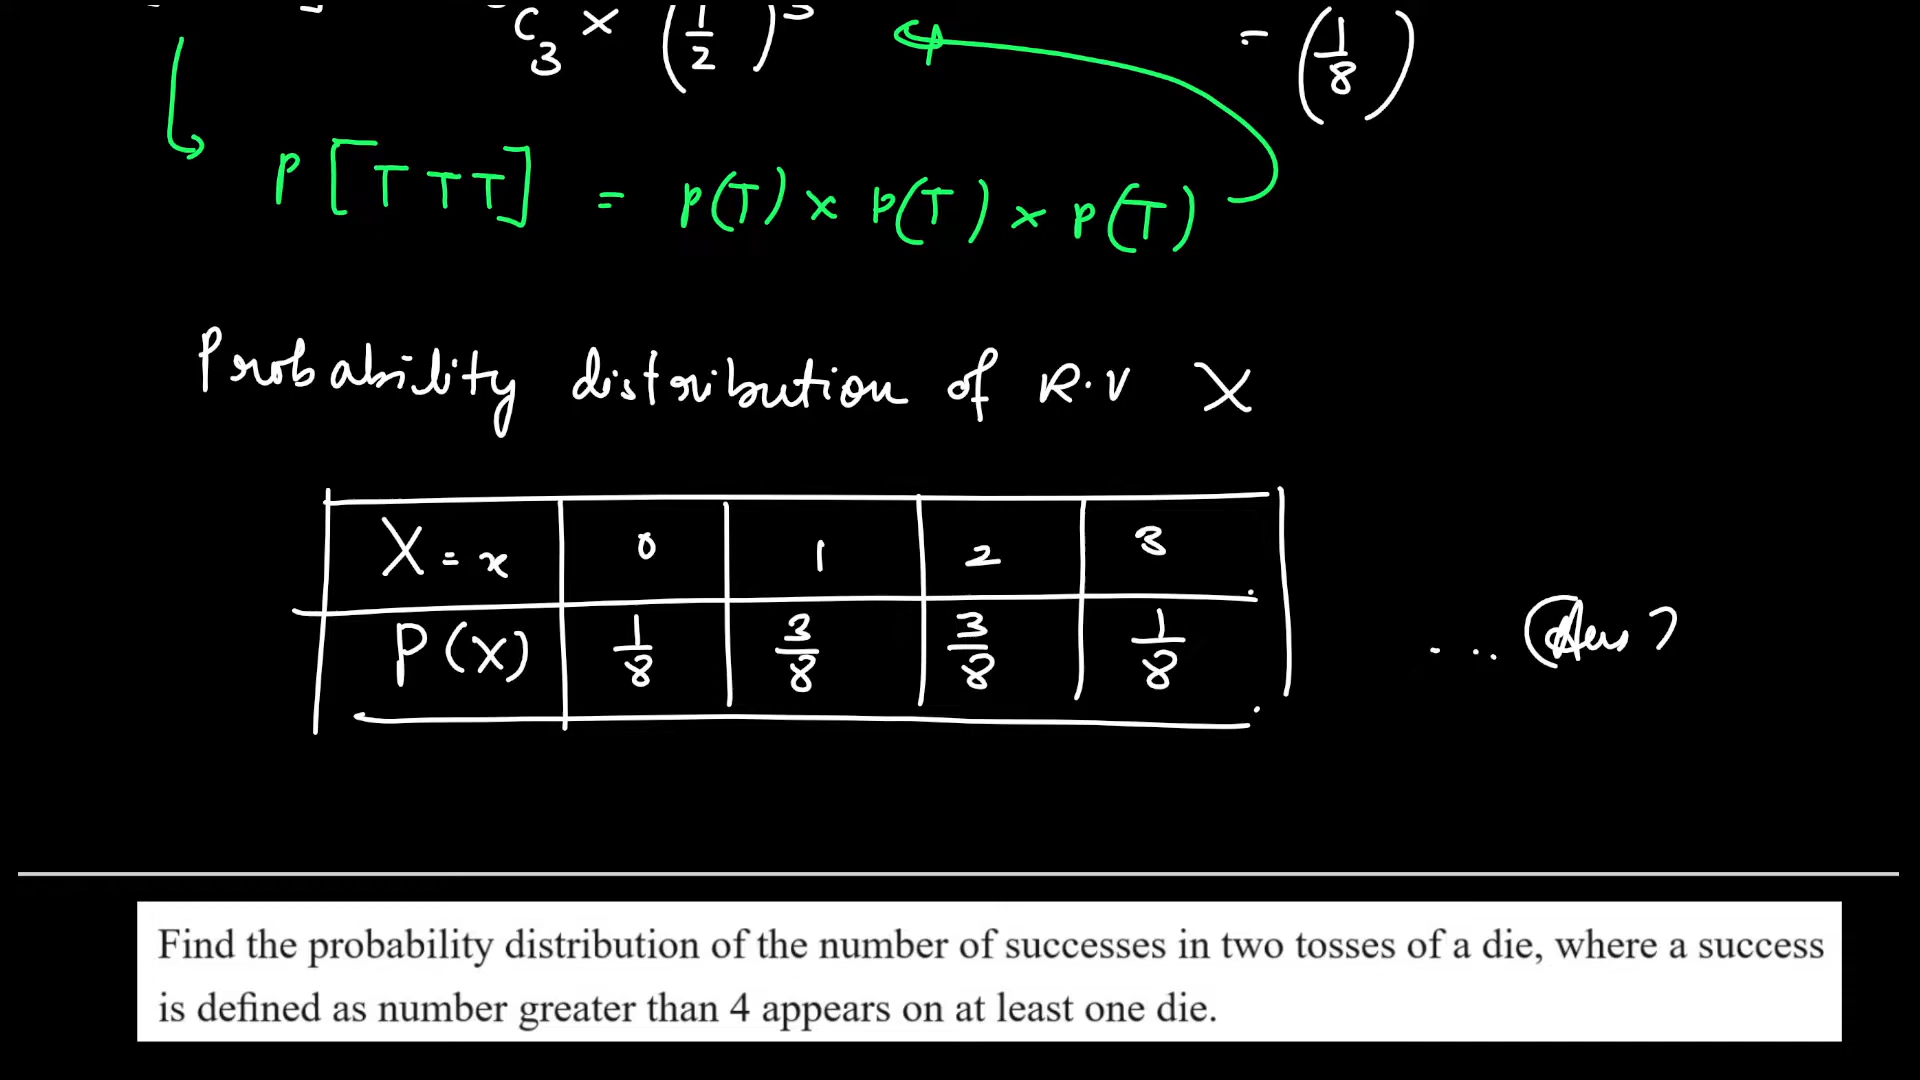 C₃ × (1/2)³ = (1/8)
P[TTT] = P(T) × P(T) × P(T)
Probability distribution of R.V X
X = x 0 1 2 3
P(X) 1/8 3/8 3/8 1/8 ... (Ans)
Find the probability distribution of the number of successes in two tosses of a die, where a success
is defined as number greater than 4 appears on at least one die.